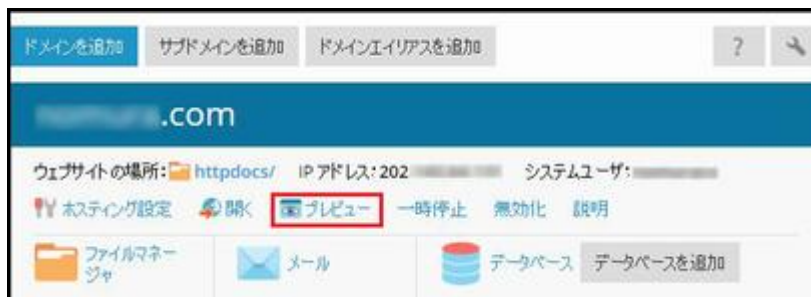 ドメインを追加 サブドメインを追加 ドメインエイリアスを追加 ?
.com
ウェブサイトの場所: httpdocs/ IPアドレス: 202 システムユーザ:
ホスティング設定 開く プレビュー 一時停止 無効化 説明
ファイルマネー
ジャ
メール
データベース データベースを追加